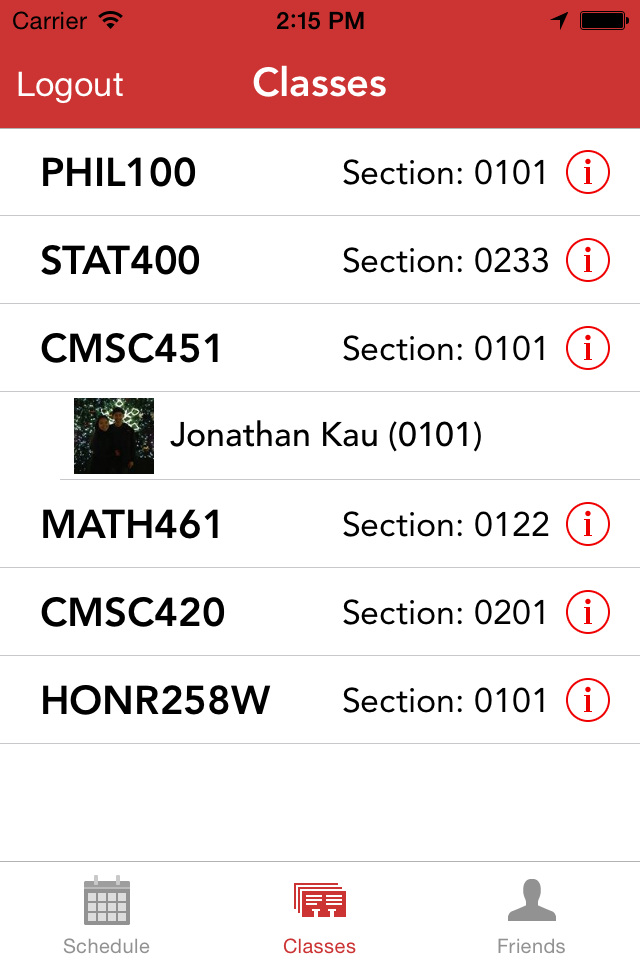 Carrier 2:15 PM
Logout Classes
PHIL100 Section: 0101 i
STAT400 Section: 0233 i
CMSC451 Section: 0101 i
Jonathan Kau (0101)
MATH461 Section: 0122 i
CMSC420 Section: 0201 i
HONR258W Section: 0101 i
Schedule Classes Friends